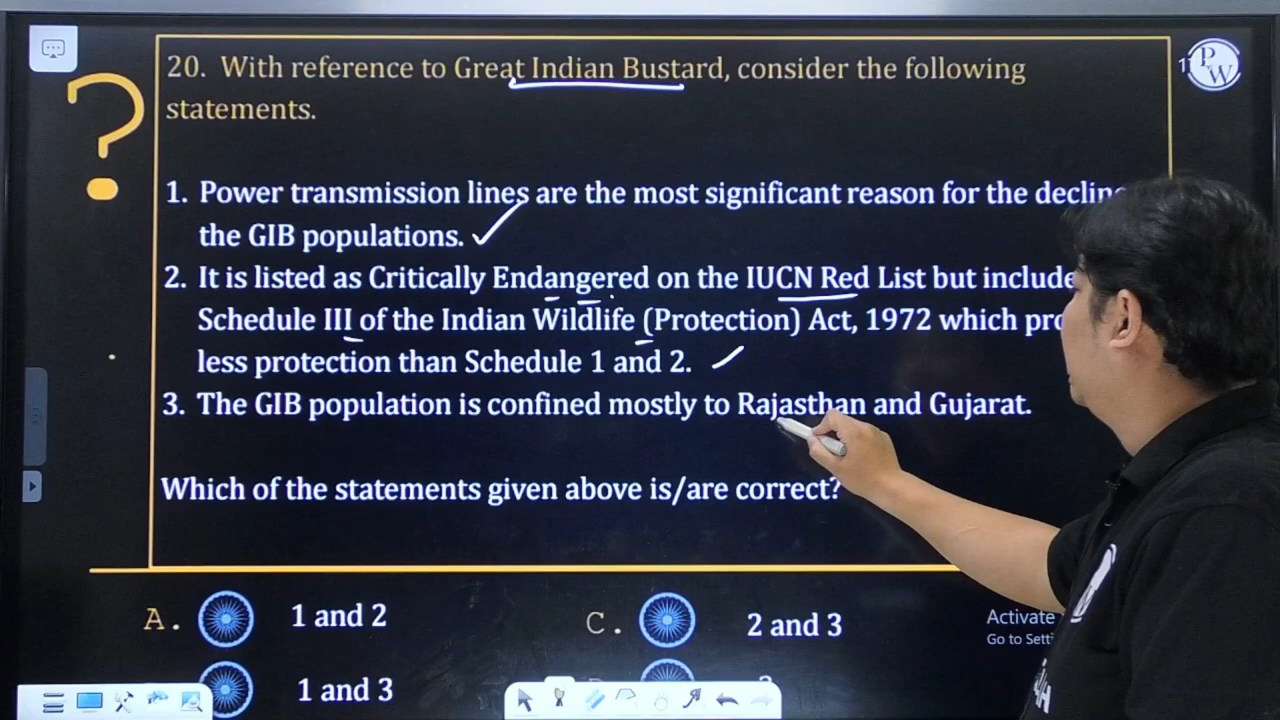 20. With reference to Great Indian Bustard, consider the following
statements.
PW
1. Power transmission lines are the most significant reason for the
the GIB populations.
2. It is listed as Critically Endangered on the IUCN Red List but
Schedule III of the Indian Wildlife (Protection) Act, 1972 which
less protection than Schedule 1 and 2.
3. The GIB population is confined mostly to Rajasthan and Gujarat.
Which of the statements given above is/are correct?
A. 1 and 2
C. 2 and 3
Activate
Go to
1 and 3